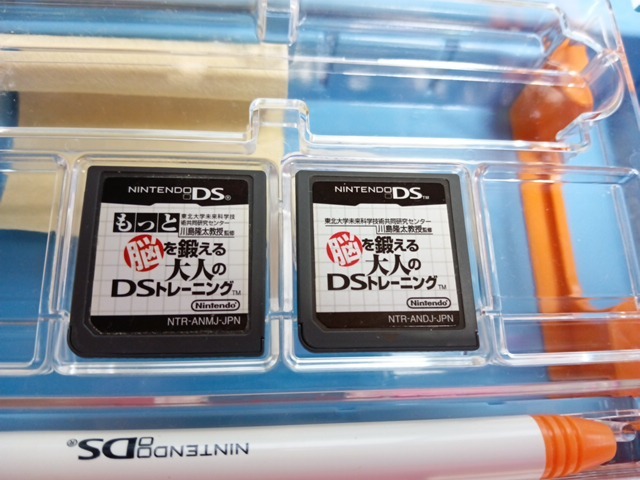 NINTENDO DS®
もっと
東北大学未来科学技
術共同研究センター
川島隆太教授監修
脳を鍛える
大人の
DSトレーニング™
Nintendo
NTR-ANMJ-JPN
NINTENDO DS™
東北大学未来科学技術共同研究センター
川島隆太教授監修
脳を鍛える
大人の
DSトレーニング™
Nintendo
NTR-ANDJ-JPN
NINTENDO DS®